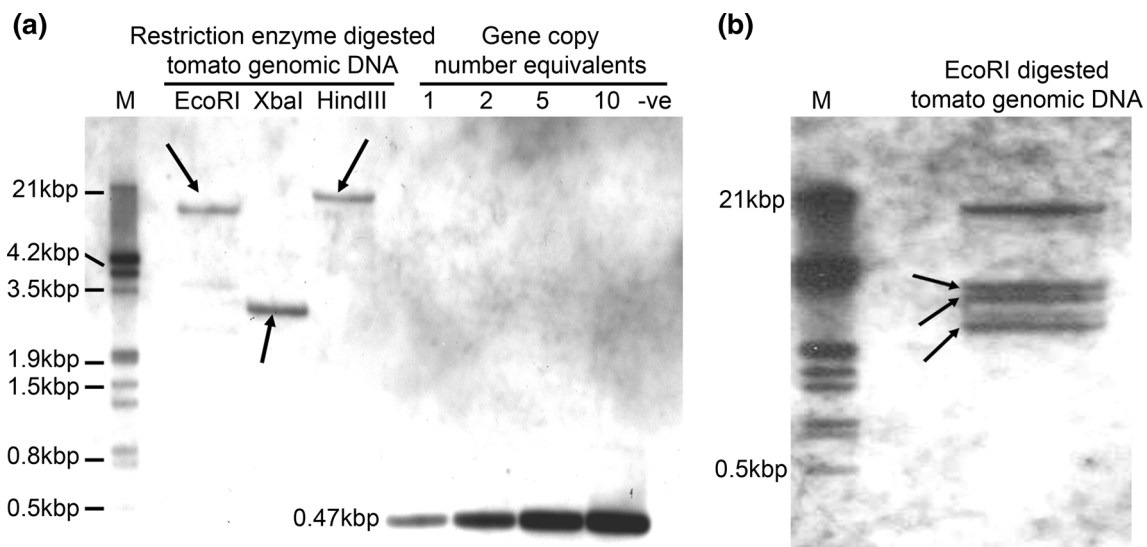 (a)
Restriction enzyme digested
tomato genomic DNA
Gene copy
number equivalents
M EcoRI XbaI HindIII 1 2 5 10 -ve
21kbp
4.2kbp
3.5kbp
1.9kbp
1.5kbp
0.8kbp
0.5kbp
0.47kbp
(b)
EcoRI digested
tomato genomic DNA
M
21kbp
0.5kbp